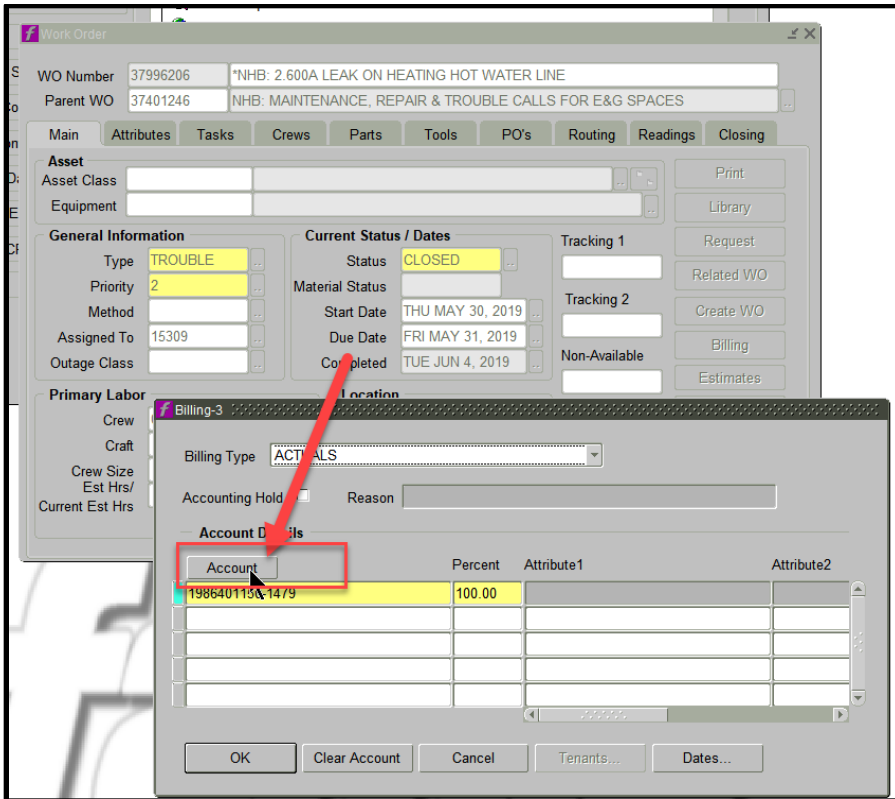 Work Order
WO Number 37996206 *NHB: 2.600A LEAK ON HEATING HOT WATER LINE
Parent WO 37401246 NHB: MAINTENANCE, REPAIR & TROUBLE CALLS FOR E&G SPACES
Main Attributes Tasks Crews Parts Tools PO's Routing Readings Closing
Asset
Asset Class
Print
Equipment
Library
General Information Current Status / Dates Tracking 1 Request
Type TROUBLE Status CLOSED
Related WO
Priority 2 Material Status
Tracking 2
Method Start Date THU MAY 30, 2019 Create WO
Assigned To 15309 Due Date FRI MAY 31, 2019 Billing
Non-Available
Outage Class Completed TUE JUN 4, 2019
Estimates
Primary Labor Location
Crew
Craft
Crew Size
Est Hrs/
Current Est Hrs
Billing-3
Billing Type ACTUALS
Accounting Hold Reason
Account Details
Account Percent Attribute1 Attribute2
1986401156-1479 100.00
OK Clear Account Cancel Tenants... Dates...